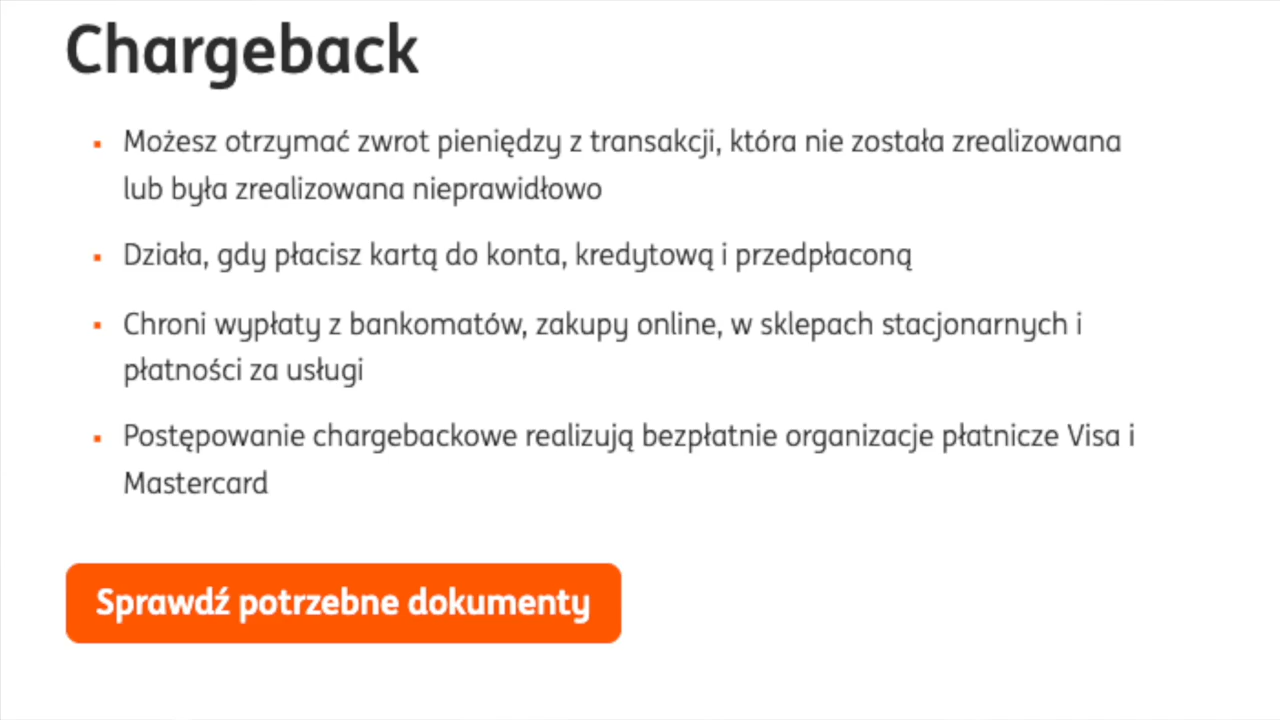 Chargeback
Możesz otrzymać zwrot pieniędzy z transakcji, która nie została zrealizowana
lub była zrealizowana nieprawidłowo
Działa, gdy płacisz kartą do konta, kredytową i przedpłaconą
Chroni wypłaty z bankomatów, zakupy online, w sklepach stacjonarnych i
płatności za usługi
Postępowanie chargebackowe realizują bezpłatnie organizacje płatnicze Visa i
Mastercard
Sprawdź potrzebne dokumenty